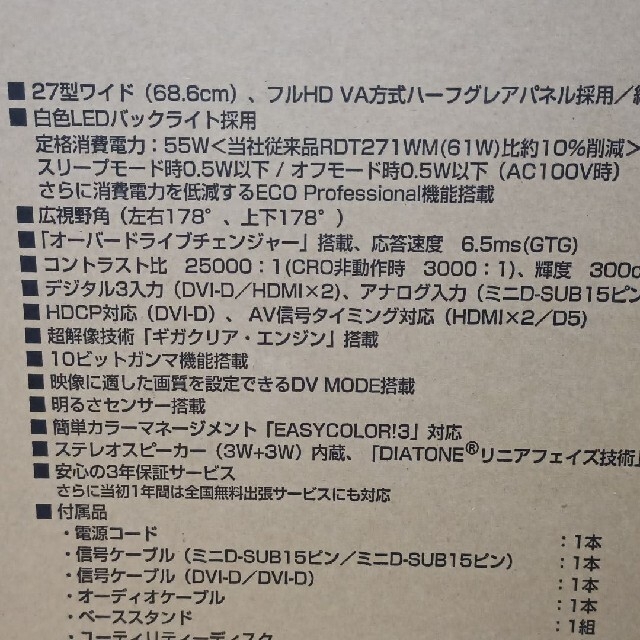 ■ 27型ワイド（68.6cm）、フルHD VA方式ハーフグレアパネル採用／
■ 白色LEDバックライト採用
定格消費電力：55W＜当社従来品RDT271WM(61W)比約10％削減＞
スリープモード時0.5W以下 / オフモード時0.5W以下（AC100V時）
さらに消費電力を低減するECO Professional機能搭載
■ 広視野角（左右178°、上下178°）
■「オーバードライブチェンジャー」搭載、応答速度 6.5ms(GTG)
■ コントラスト比 25000：1(CRO非動作時 3000：1)、輝度 300c
■ デジタル3入力（DVI-D／HDMI×2）、アナログ入力（ミニD-SUB15ピン
■ HDCP対応（DVI-D）、AV信号タイミング対応（HDMI×2／D5）
■ 超解像技術「ギガクリア・エンジン」搭載
■ 10ビットガンマ機能搭載
■ 映像に適した画質を設定できるDV MODE搭載
■ 明るさセンサー搭載
■ 簡単カラーマネージメント「EASYCOLOR!3」対応
■ ステレオスピーカー（3W+3W）内蔵、「DIATONE®リニアフェイズ技術」
■ 安心の3年保証サービス
さらに当初1年間は全国無料出張サービスにも対応
■ 付属品
・電源コード ：1本
・信号ケーブル（ミニD-SUB15ピン／ミニD-SUB15ピン） ：1本
・信号ケーブル（DVI-D／DVI-D） ：1本
・オーディオケーブル ：1本
・ベーススタンド ：1組
・ユーティリティーディスク